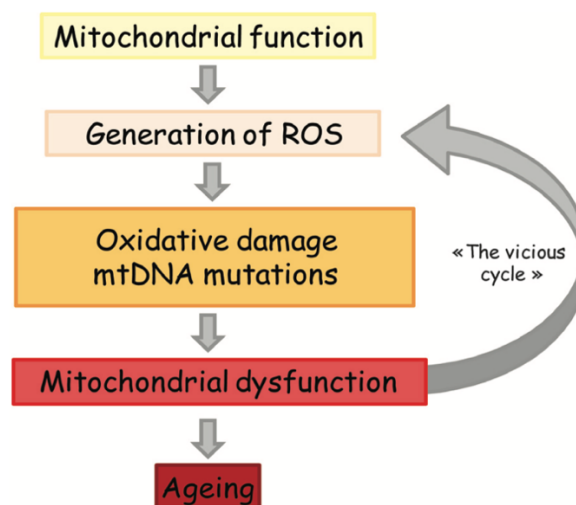 Mitochondrial function
Generation of ROS
Oxidative damage
mtDNA mutations
« The vicious
cycle »
Mitochondrial dysfunction
Ageing